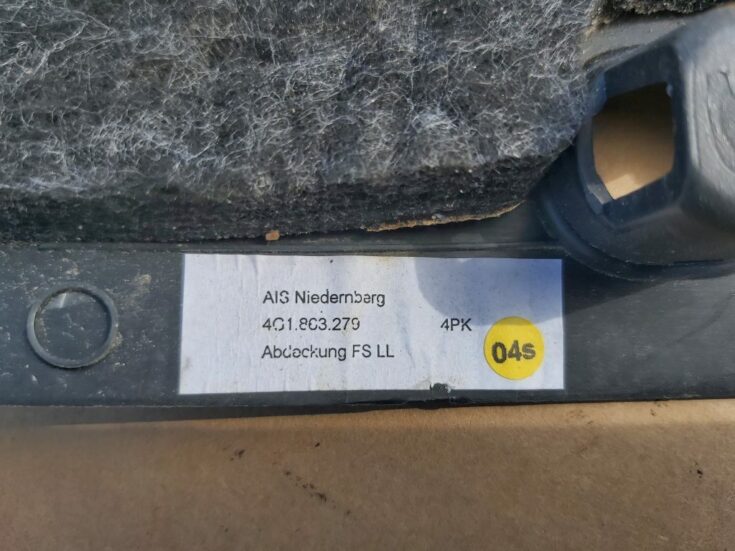 AIS Niedernberg
4G1.863.279 4PK
Abdeckung FS LL
04s